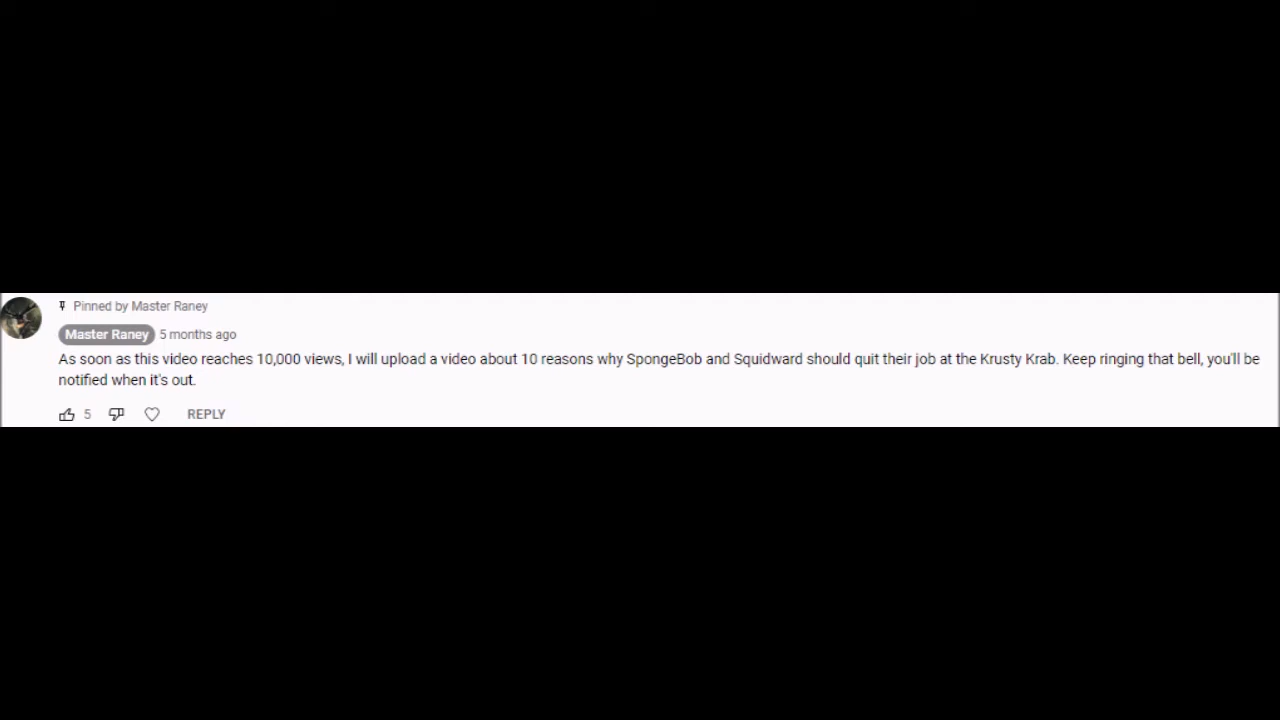 Pinned by Master Raney
Master Raney 5 months ago
As soon as this video reaches 10,000 views, I will upload a video about 10 reasons why SpongeBob and Squidward should quit their job at the Krusty Krab. Keep ringing that bell, you'll be
notified when it's out.
5 REPLY